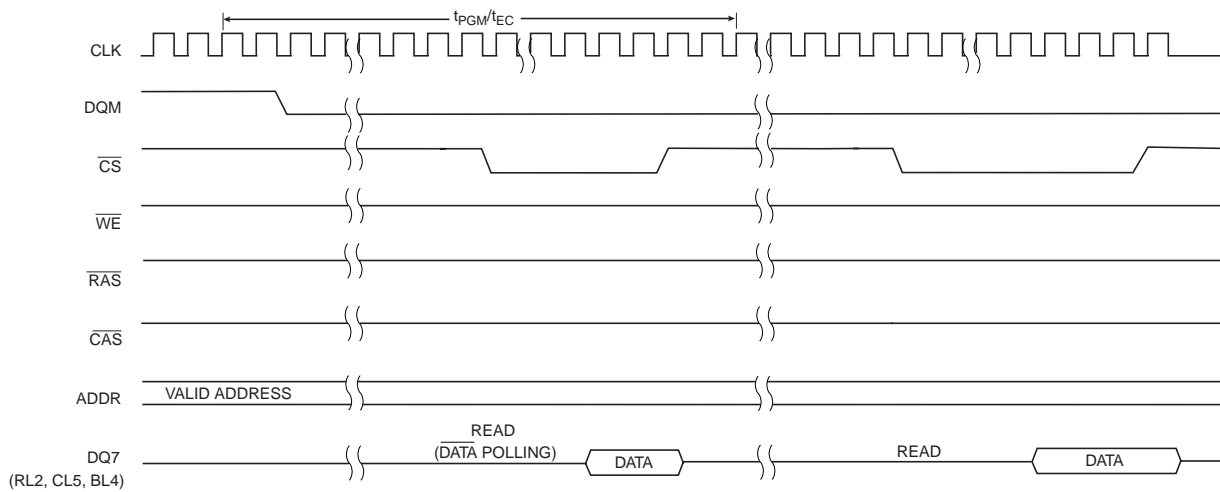 tPGM/tEC
CLK
DQM
CS
WE
RAS
CAS
ADDR
VALID ADDRESS
READ
(DATA POLLING)
DQ7
(RL2, CL5, BL4)
DATA
READ
DATA